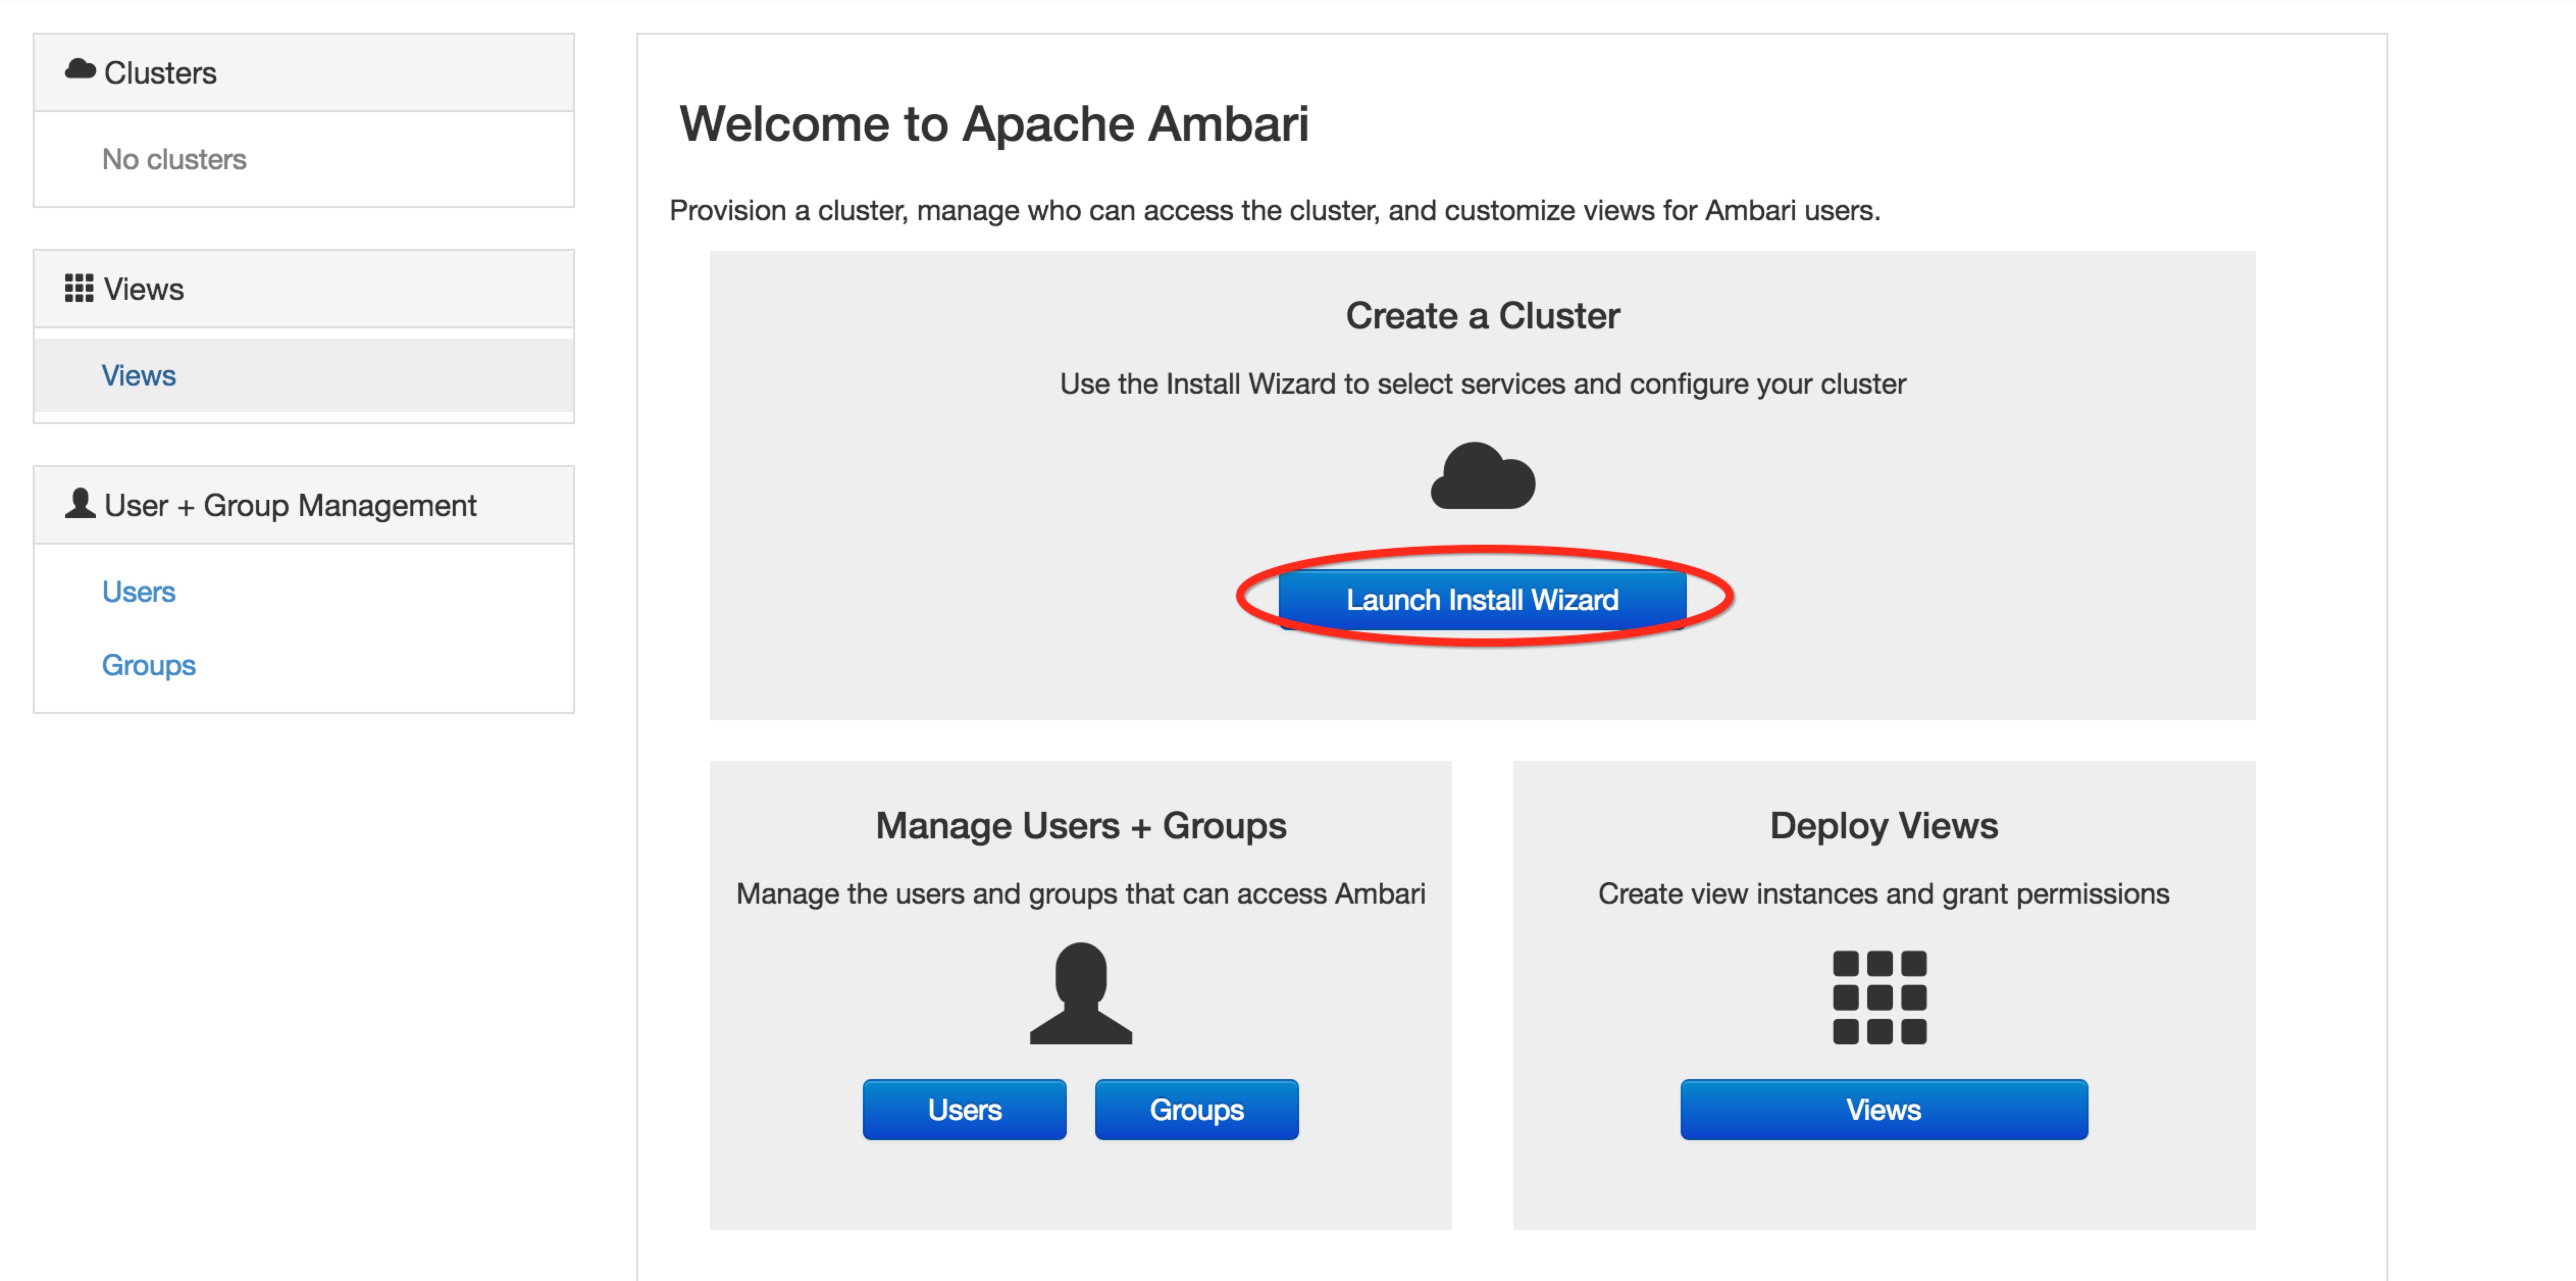 Clusters
No clusters
Views
Views
User + Group Management
Users
Groups
Welcome to Apache Ambari
Provision a cluster, manage who can access the cluster, and customize views for Ambari users.
Create a Cluster
Use the Install Wizard to select services and configure your cluster
Launch Install Wizard
Manage Users + Groups
Manage the users and groups that can access Ambari
Users
Groups
Deploy Views
Create view instances and grant permissions
Views